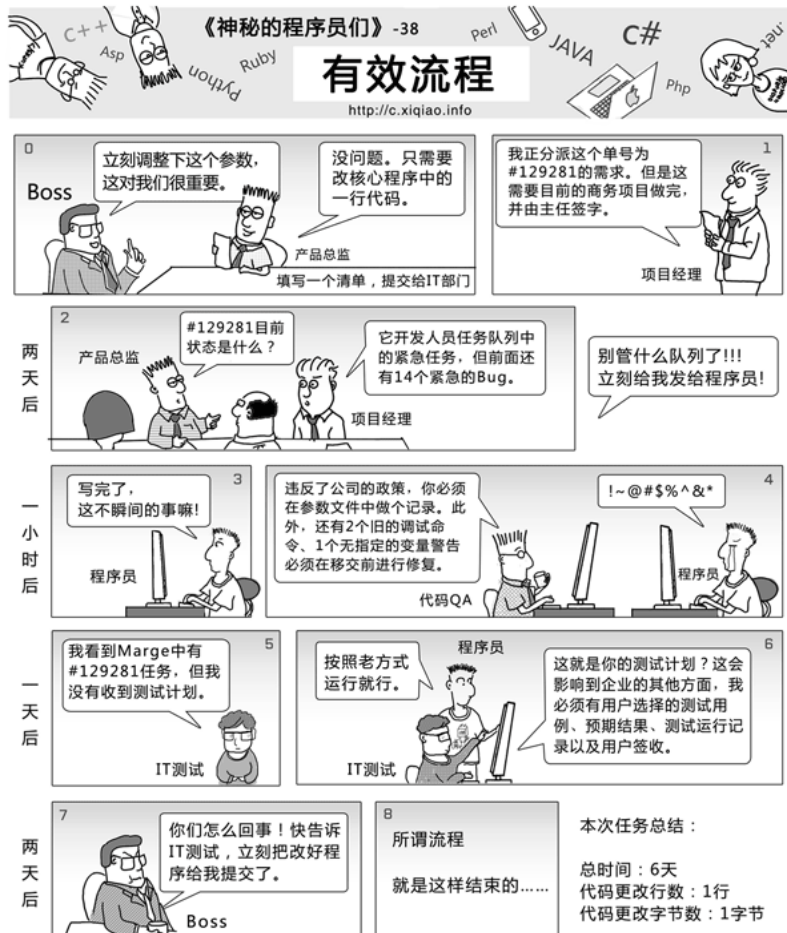 《神秘的程序员们》-38
C++
Asp
Python
Ruby
Perl
JAVA
C#
Php
.net
有效流程
http://c.xiqiao.info
0
Boss
立刻调整下这个参数，
这对我们很重要。
没问题。只需要
改核心程序中的
一行代码。
产品总监
填写一个清单，提交给IT部门
1
我正分派这个单号为
#129281的需求。但是这
需要目前的商务项目做完，
并由主任签字。
项目经理
两天后
2
产品总监
#129281目前
状态是什么？
它开发人员任务队列中
的紧急任务，但前面还
有14个紧急的Bug。
项目经理
别管什么队列了!!!
立刻给我发给程序员!
一小时后
3
写完了，
这不瞬间的事嘛!
程序员
4
违反了公司的政策，你必须
在参数文件中做个记录。此
外，还有2个旧的调试命
令、1个无指定的变量警告
必须在移交前进行修复。
代码QA
!~@#$%^&*
程序员
一天后
5
我看到Marge中有
#129281任务，但我
没有收到测试计划。
IT测试
6
按照老方式
运行就行。
程序员
IT测试
这就是你的测试计划？这会
影响到企业的其他方面，我
必须有用户选择的测试用
例、预期结果、测试运行记
录以及用户签收。
两天后
7
你们怎么回事！快告诉
IT测试，立刻把改好程
序给我提交了。
Boss
8
所谓流程
就是这样结束的……
本次任务总结：
总时间：6天
代码更改行数：1行
代码更改字节数：1字节